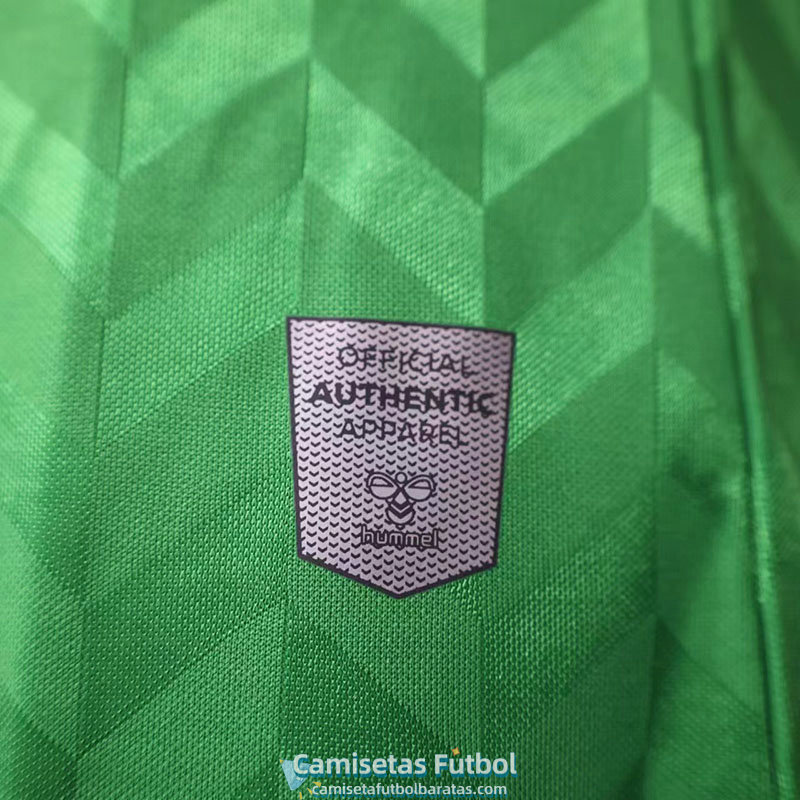 OFFICIAL
AUTHENTIC
APPAREL
hummel
Camisetas Futbol
camisetafutbolbaratas.com